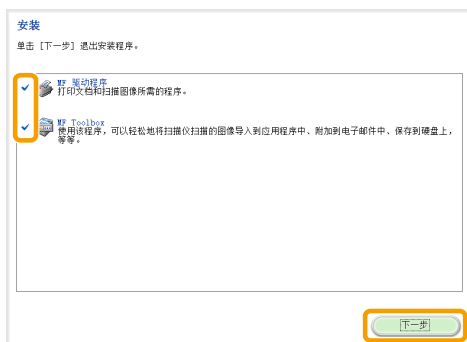 安装
单击 [下一步] 退出安装程序。
MF 驱动程序
打印文档和扫描图像所需的程序。
MF Toolbox
使用该程序，可以轻松地将扫描仪扫描的图像导入到应用程序中、附加到电子邮件中、保存到硬盘上，
等等。
下一步